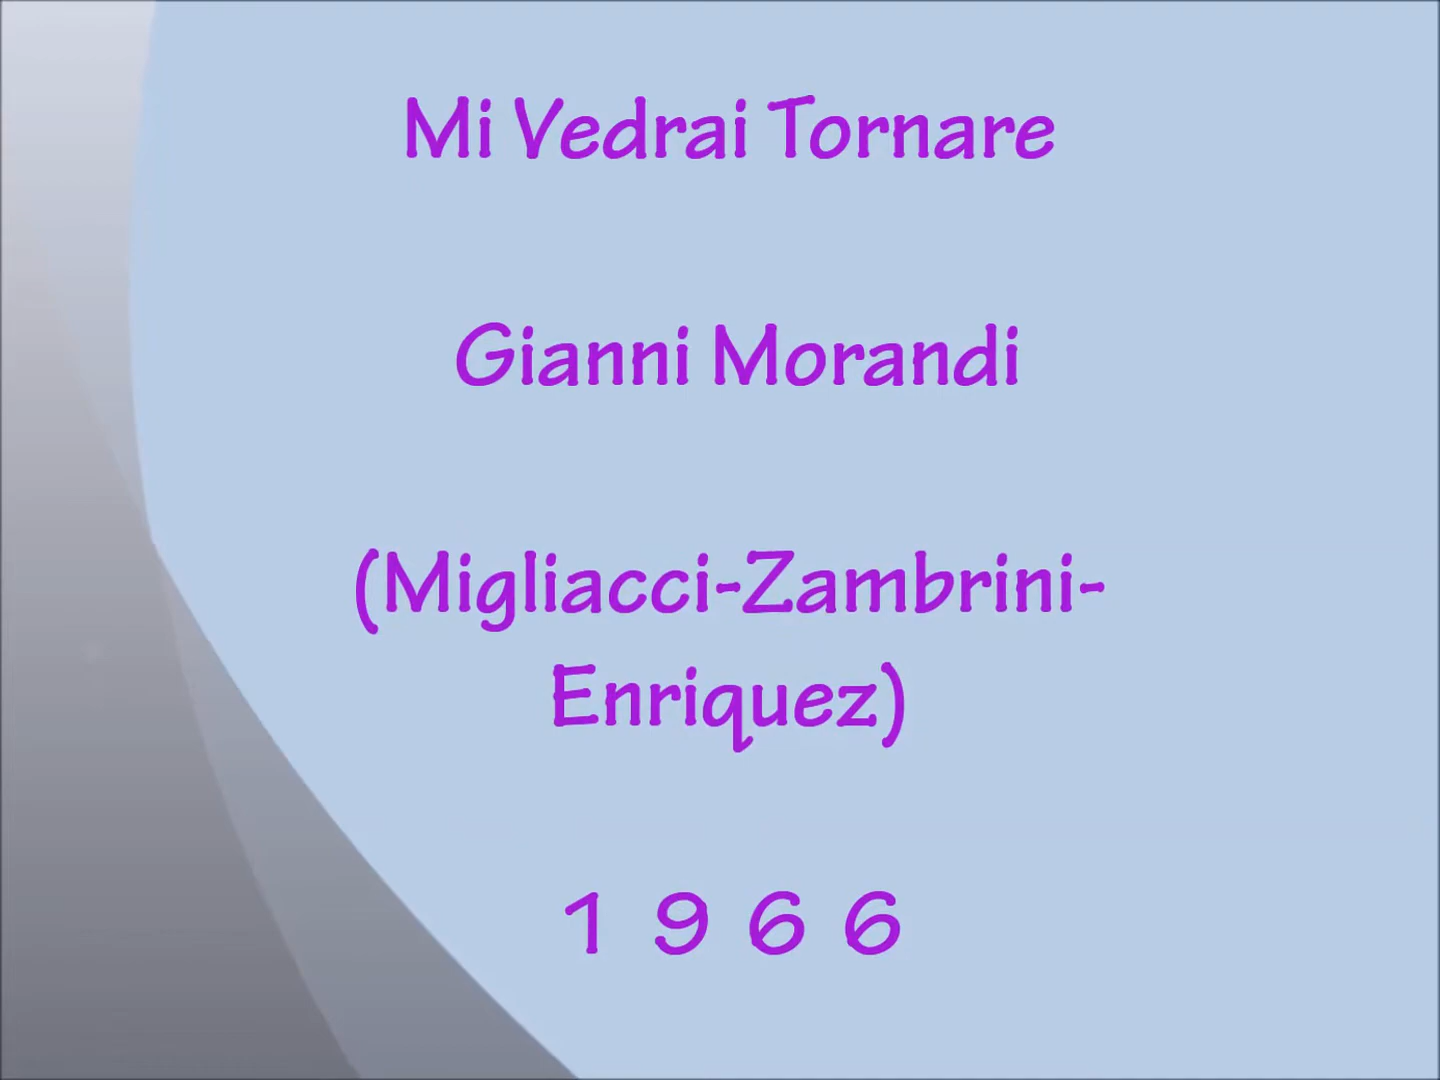 Mi Vedrai Tornare
Gianni Morandi
(Migliacci-Zambrini-
Enriquez)
1 9 6 6